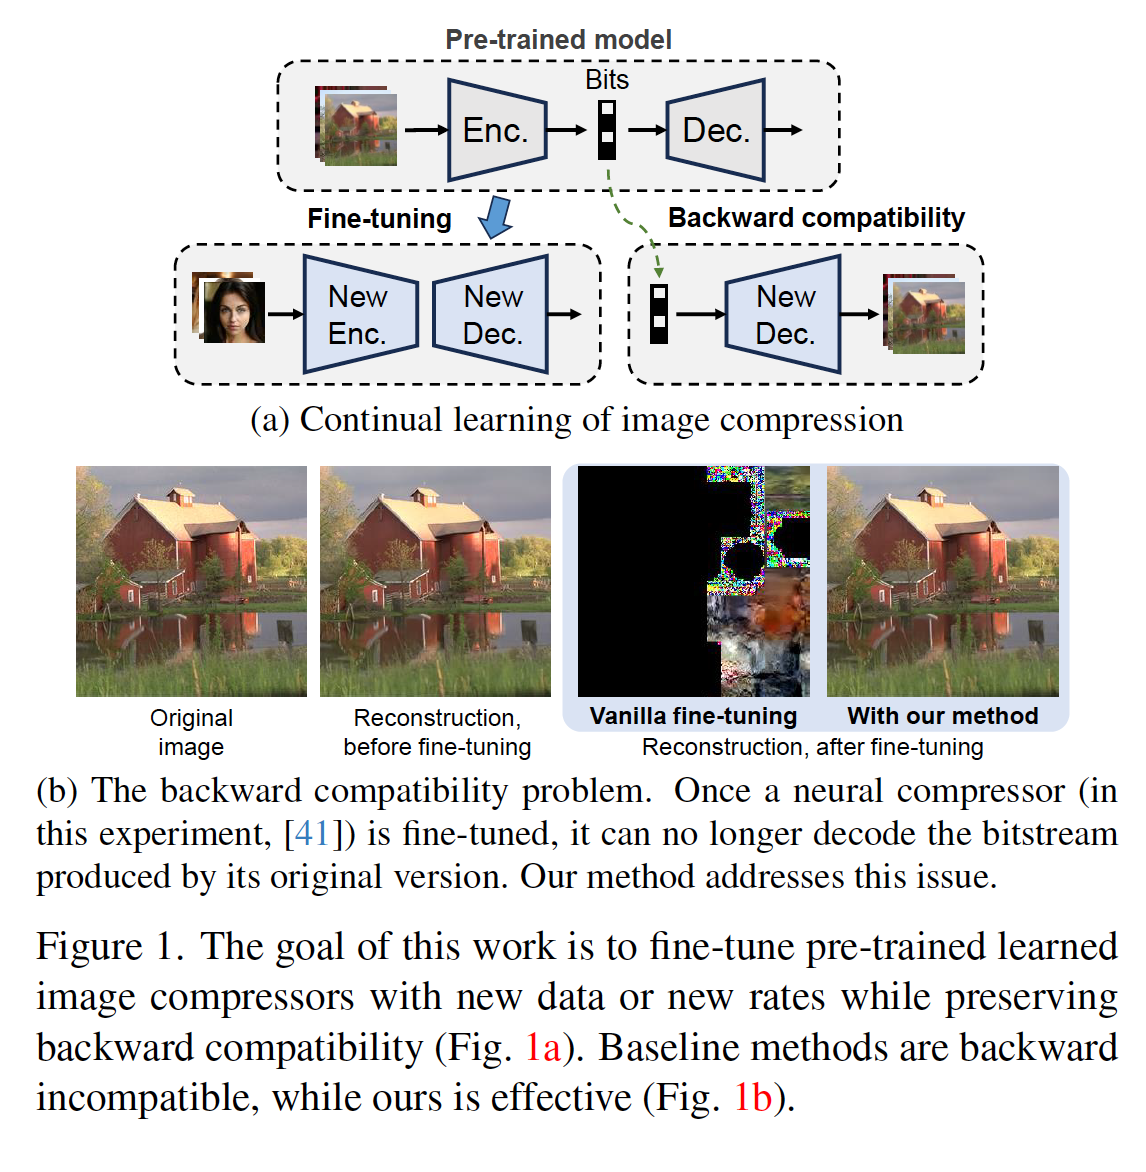 Pre-trained model
Bits
Enc.
Dec.
Fine-tuning
Backward compatibility
New
Enc.
New
Dec.
New
Dec.
(a) Continual learning of image compression
Original
image
Reconstruction,
before fine-tuning
Vanilla fine-tuning
With our method
Reconstruction, after fine-tuning
(b) The backward compatibility problem. Once a neural compressor (in
this experiment, [41]) is fine-tuned, it can no longer decode the bitstream
produced by its original version. Our method addresses this issue.
Figure 1. The goal of this work is to fine-tune pre-trained learned
image compressors with new data or new rates while preserving
backward compatibility (Fig. 1a). Baseline methods are backward
incompatible, while ours is effective (Fig. 1b).